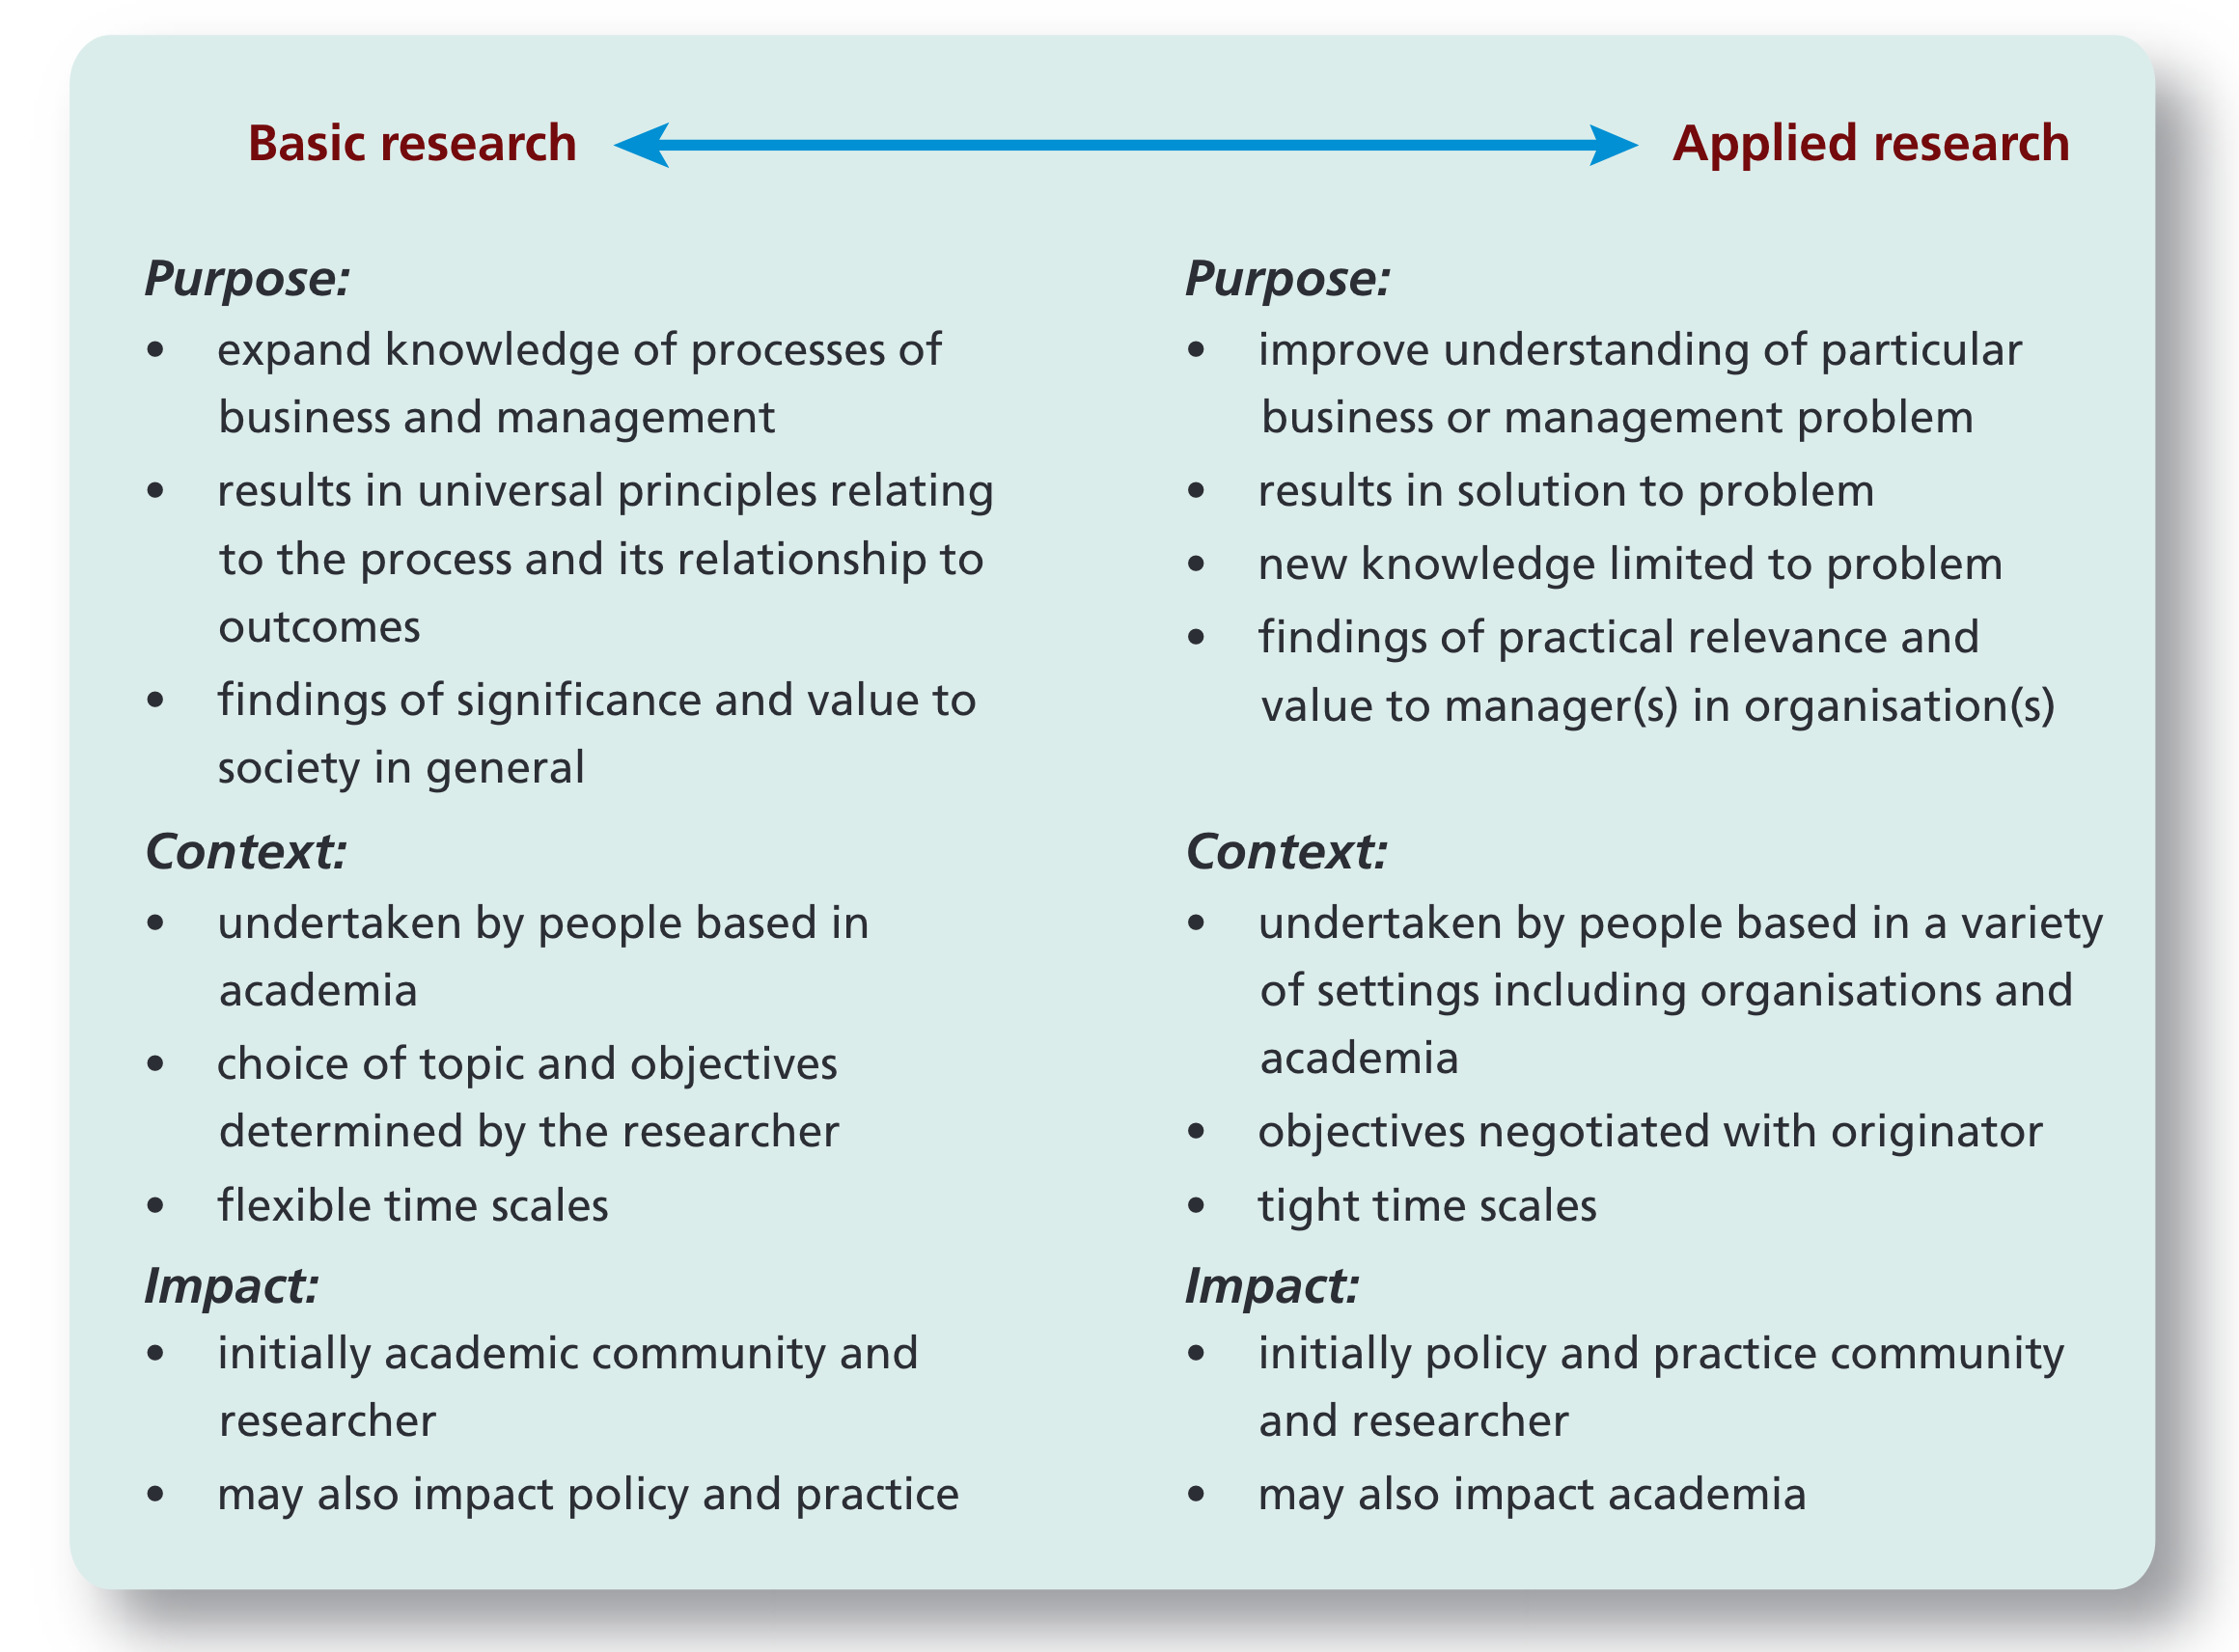 Basic research
Applied research
Purpose:
• expand knowledge of processes of
business and management
• results in universal principles relating
to the process and its relationship to
outcomes
• findings of significance and value to
society in general
Context:
• undertaken by people based in
academia
• choice of topic and objectives
determined by the researcher
• flexible time scales
Impact:
• initially academic community and
researcher
• may also impact policy and practice
Purpose:
• improve understanding of particular
business or management problem
• results in solution to problem
• new knowledge limited to problem
• findings of practical relevance and
value to manager(s) in organisation(s)
Context:
• undertaken by people based in a variety
of settings including organisations and
academia
• objectives negotiated with originator
• tight time scales
Impact:
• initially policy and practice community
and researcher
• may also impact academia